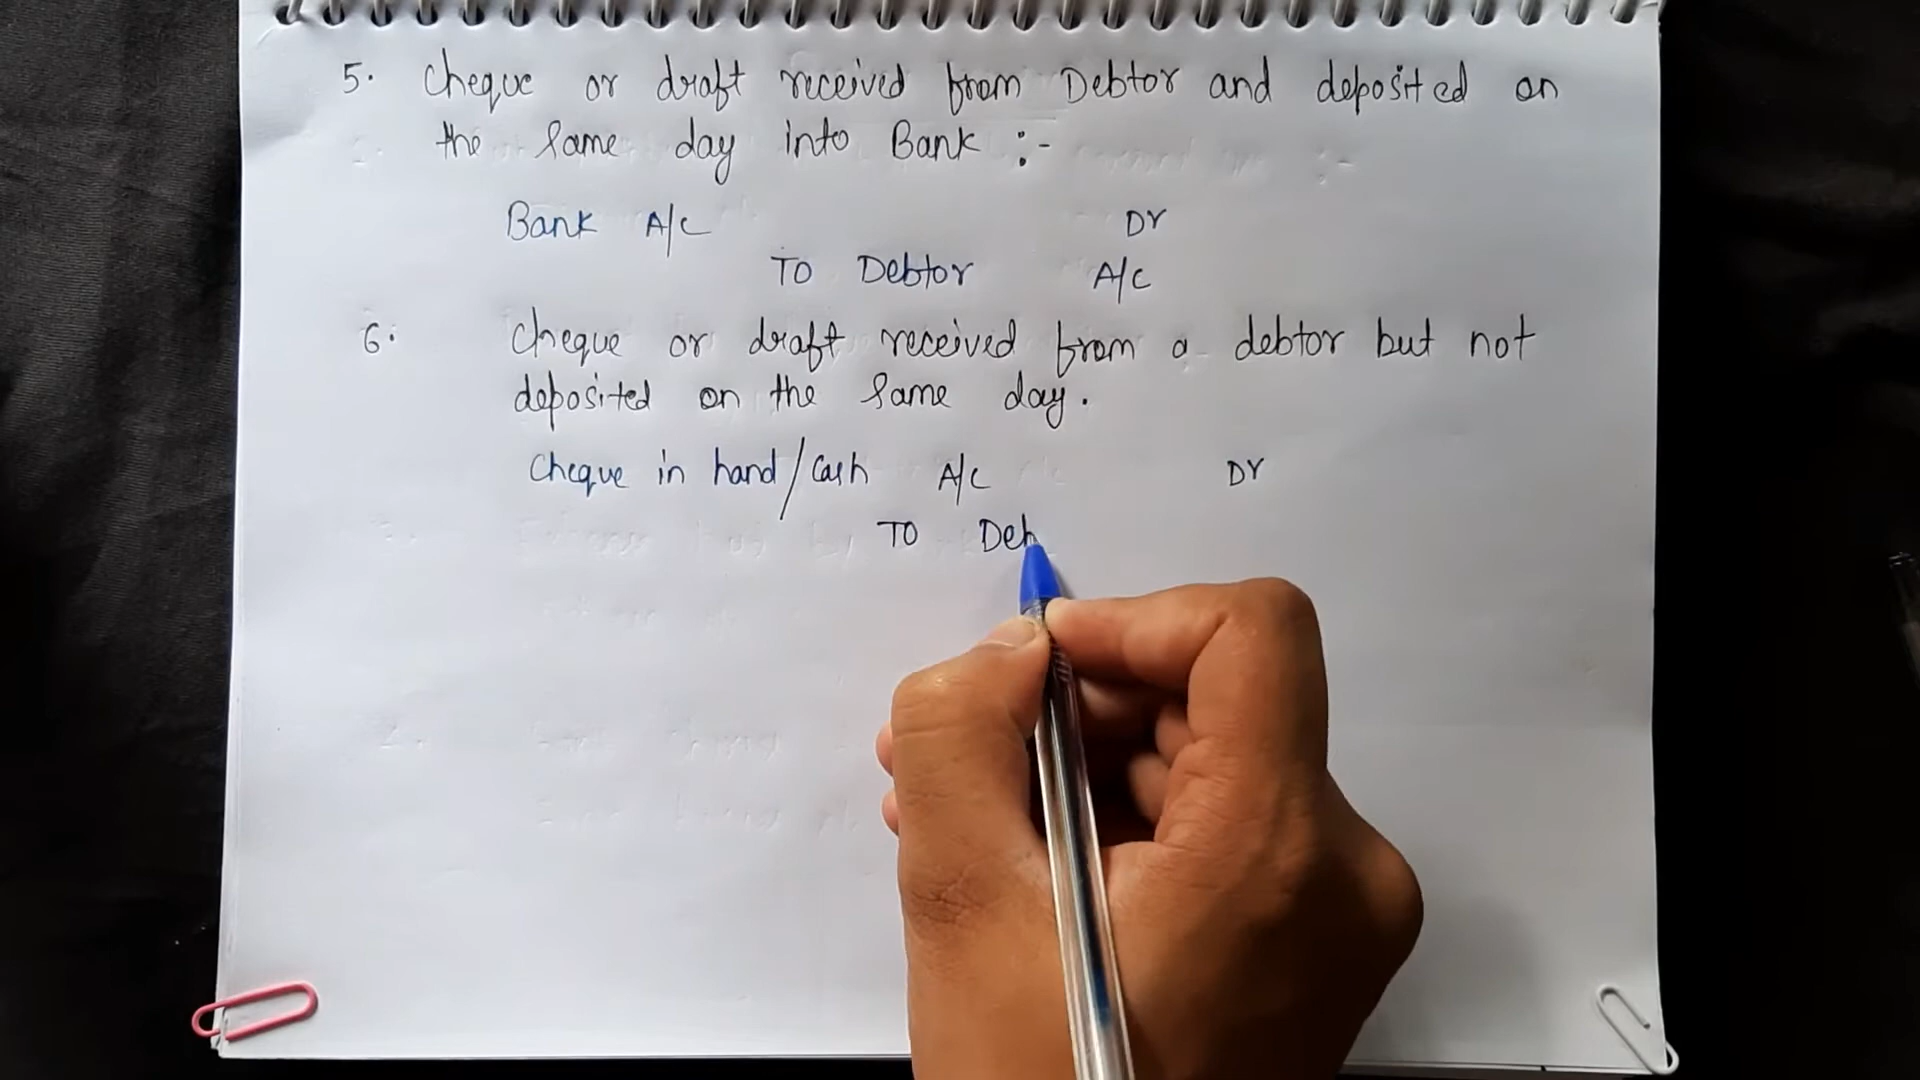 5. Cheque or draft received from Debtor and deposited on
the same day into Bank :-
Bank A/c Dr
To Debtor A/c
6. Cheque or draft received from a debtor but not
deposited on the same day.
Cheque in hand/Cash A/c Dr
To Deb